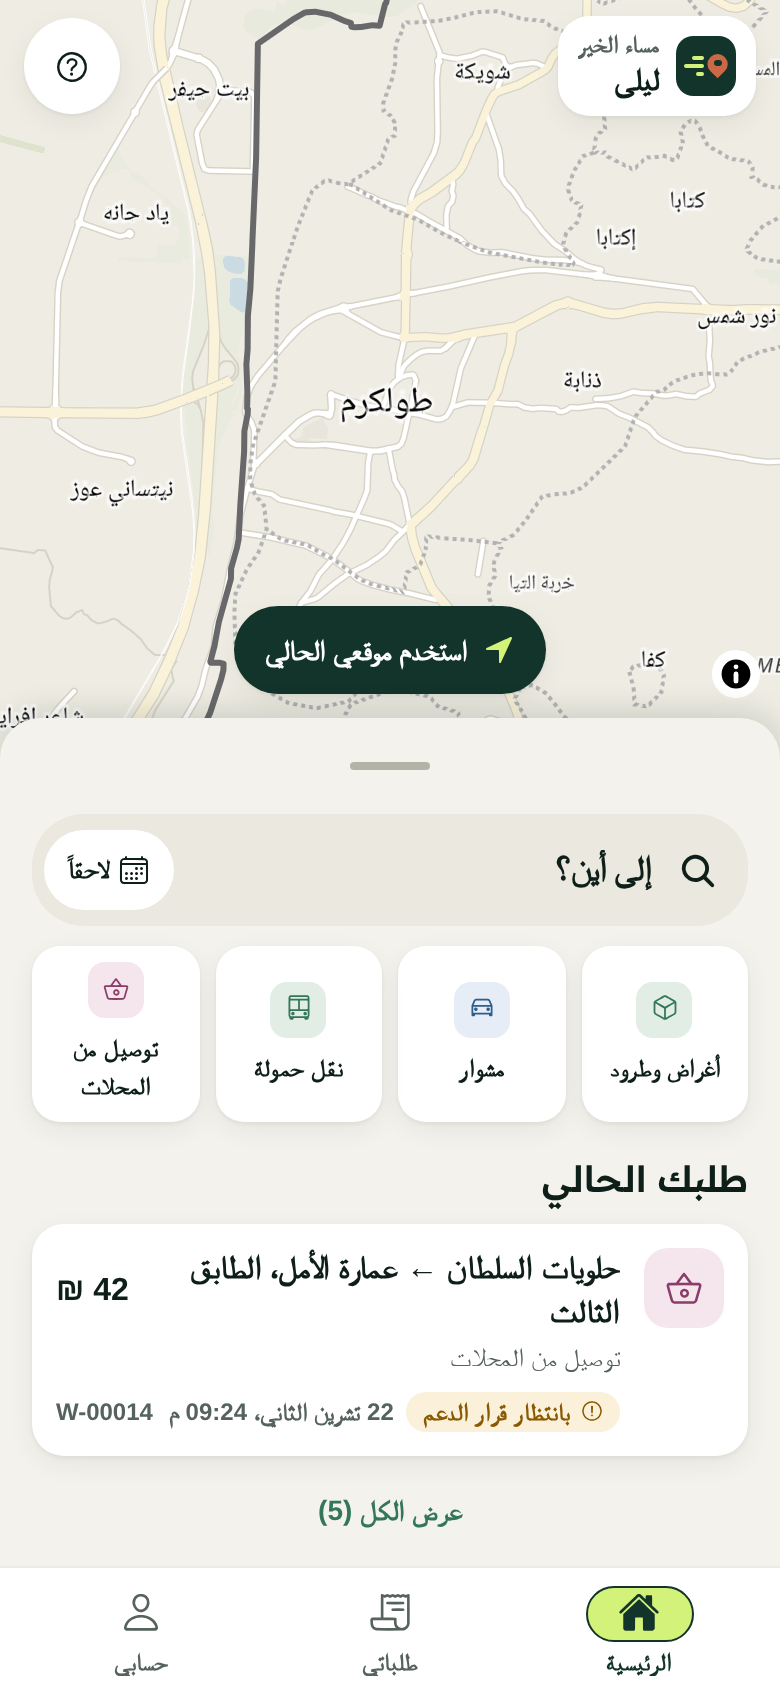 مساء الخير
ليلى
شويكة
بيت حيفر
كتابا
ياد حانه
إكتابا
نور شمس
ذنابة
طولكرم
نيتساني عوز
خربة التيا
استخدم موقعي الحالي
كفا
إلى أين؟
لاحقاً
أغراض وطرود
مشوار
نقل حمولة
توصيل من
المحلات
طلبك الحالي
حلويات السلطان ← عمارة الأمل، الطابق
الثالث
42 ₪
توصيل من المحلات
بانتظار قرار الدعم
22 تشرين الثاني، 09:24 م
W-00014
عرض الكل (5)
الرئيسية
طلباتي
حسابي